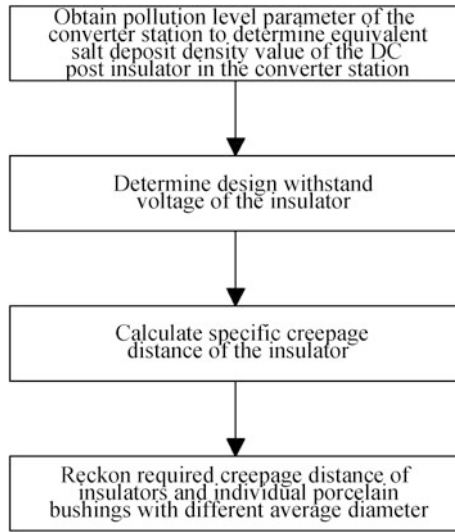 Obtain pollution level parameter of the
converter station to determine equivalent
salt deposit density value of the DC
post insulator in the converter station
Determine design withstand
voltage of the insulator
Calculate specific creepage
distance of the insulator
Reckon required creepage distance of
insulators and individual porcelain
bushings with different average diameter